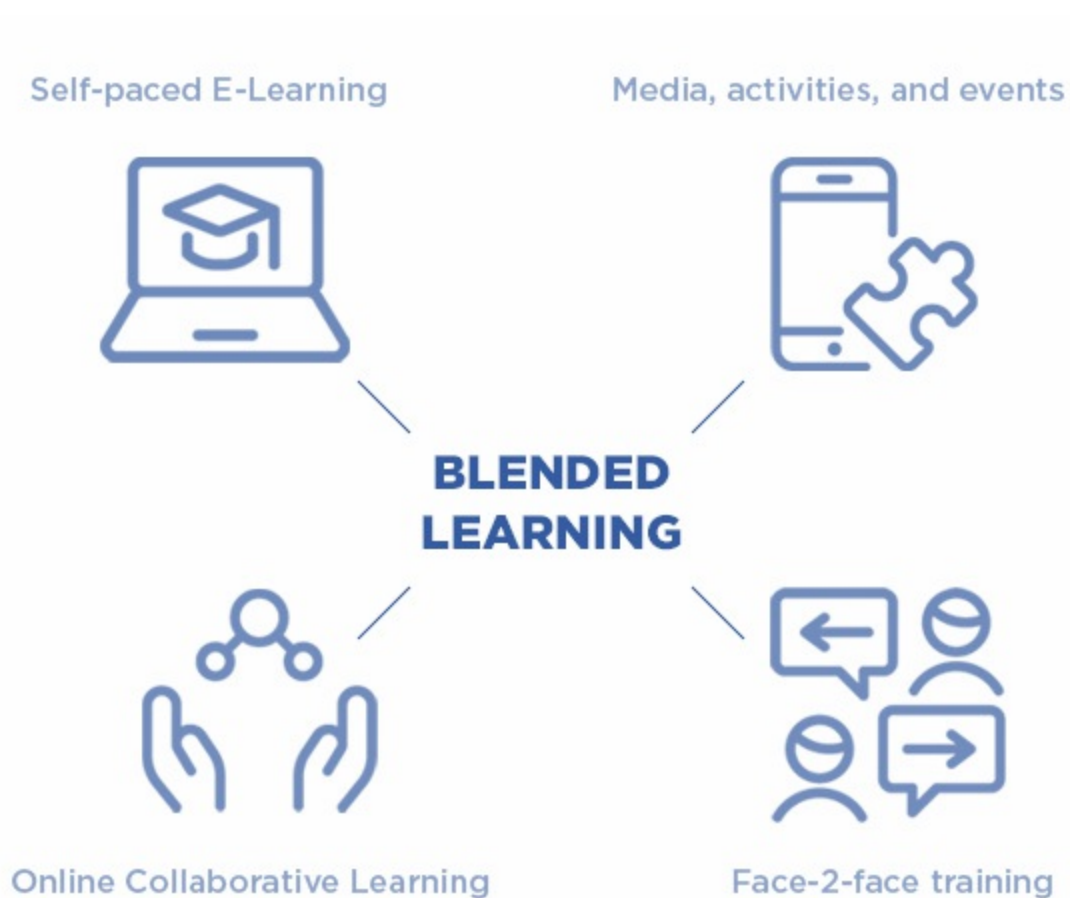 Self-paced E-Learning
Media, activities, and events
BLENDED
LEARNING
Online Collaborative Learning
Face-2-face training